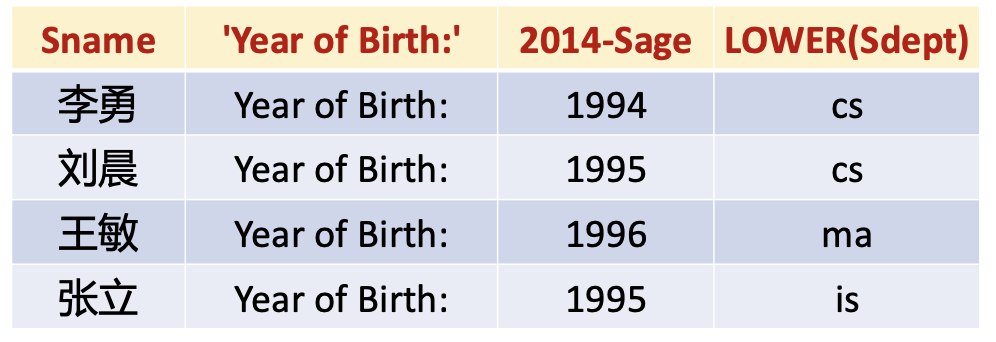 Sname 'Year of Birth:' 2014-Sage LOWER(Sdept)
李勇 Year of Birth: 1994 cs
刘晨 Year of Birth: 1995 cs
王敏 Year of Birth: 1996 ma
张立 Year of Birth: 1995 is